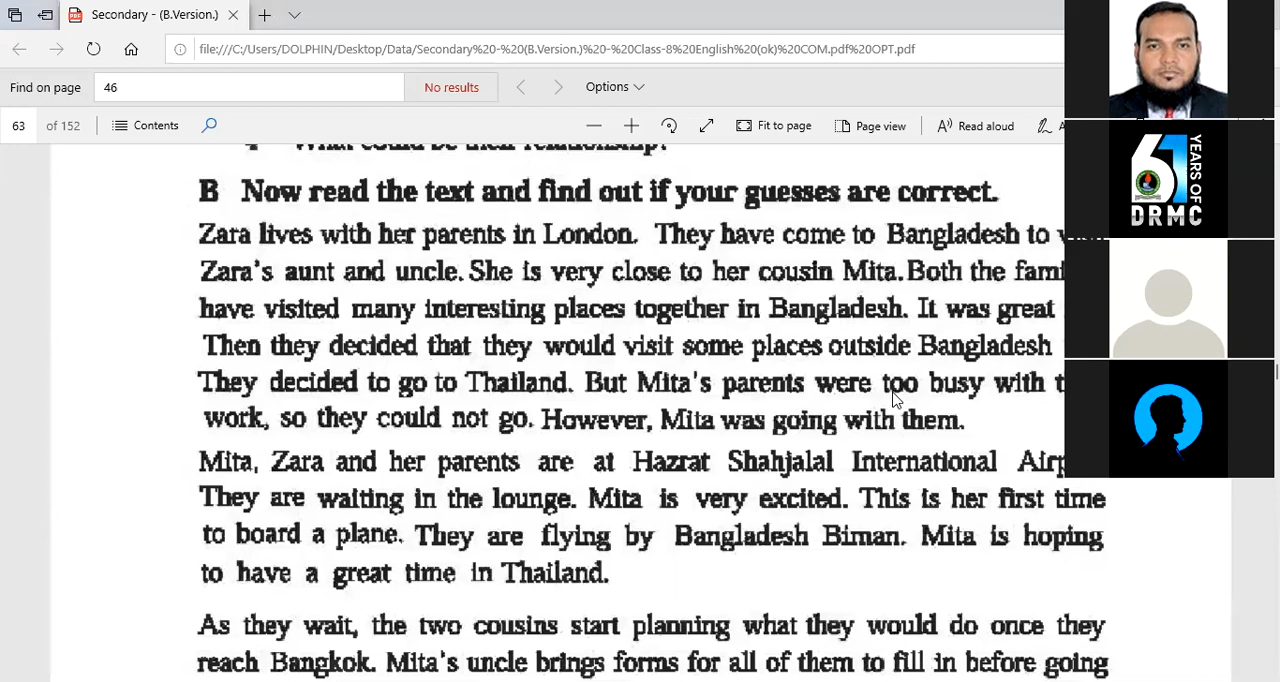 Secondary - (B.Version.)
file:///C:/Users/DOLPHIN/Desktop/Data/Secondary%20-%20(B.Version.)%20-%20Class-8%20English%20(ok)%20COM.pdf%20OPT.pdf
Find on page 46 No results Options
63 of 152 Contents Fit to page Page view Read aloud
4 What could be their relationship?
B Now read the text and find out if your guesses are correct.
Zara lives with her parents in London. They have come to Bangladesh to
Zara's aunt and uncle. She is very close to her cousin Mita. Both the
have visited many interesting places together in Bangladesh. It was great
Then they decided that they would visit some places outside Bangladesh
They decided to go to Thailand. But Mita's parents were too busy with
work, so they could not go. However, Mita was going with them.
Mita, Zara and her parents are at Hazrat Shahjalal International
They are waiting in the lounge. Mita is very excited. This is her first time
to board a plane. They are flying by Bangladesh Biman. Mita is hoping
to have a great time in Thailand.
As they wait, the two cousins start planning what they would do once they
reach Bangkok. Mita's uncle brings forms for all of them to fill in before going
61 YEARS OF
DRMC